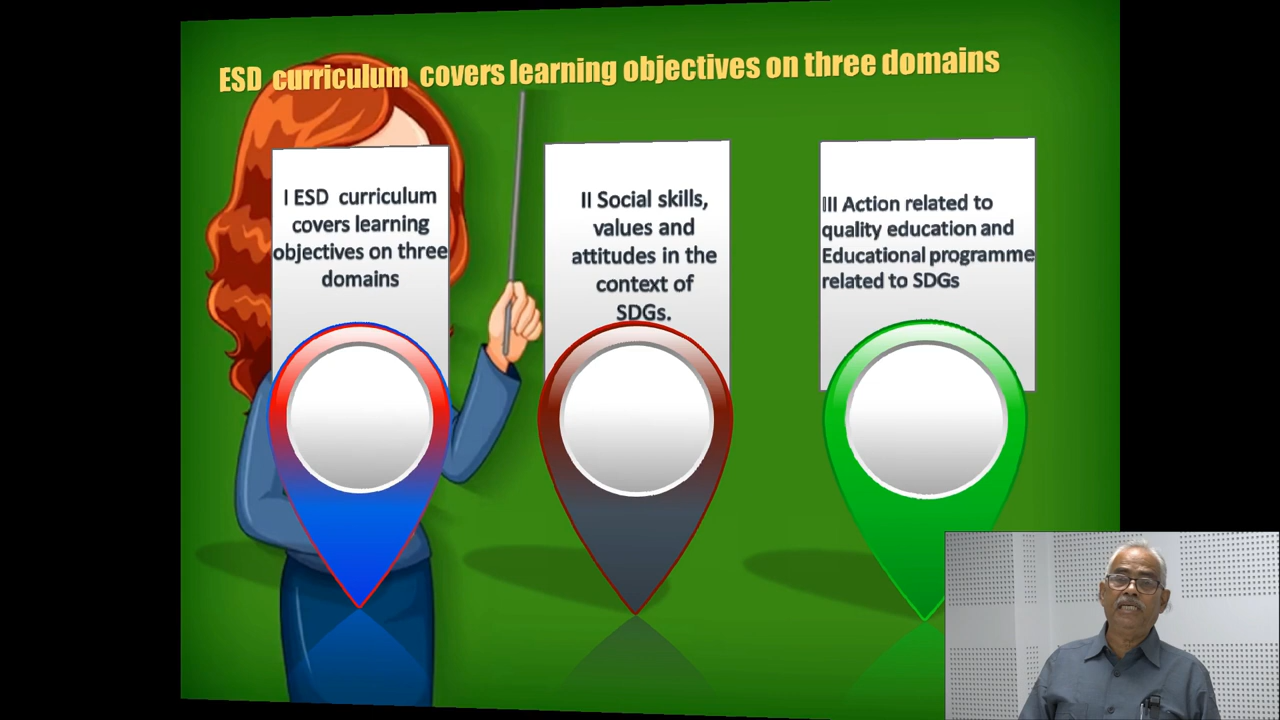 ESD curriculum covers learning objectives on three domains
I ESD curriculum
covers learning
objectives on three
domains
II Social skills,
values and
attitudes in the
context of
SDGs.
III Action related to
quality education and
Educational programme
related to SDGs